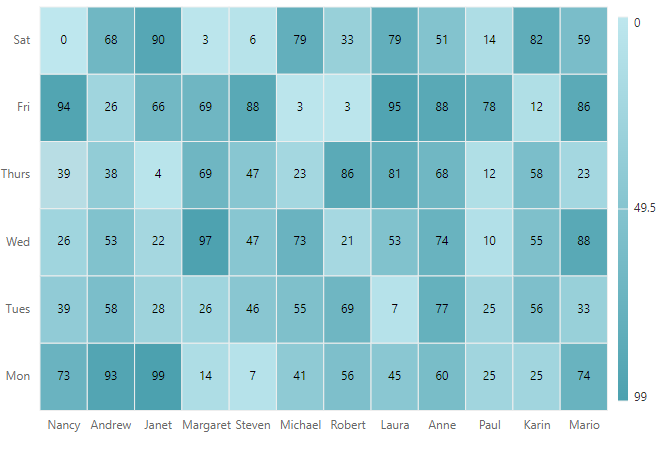 Sat 0 68 90 3 6 79 33 79 51 14 82 59 0
Fri 94 26 66 69 88 3 3 95 88 78 12 86
Thurs 39 38 4 69 47 23 86 81 68 12 58 23
49.5
Wed 26 53 22 97 47 73 21 53 74 10 55 88
Tues 39 58 28 26 46 55 69 7 77 25 56 33
Mon 73 93 99 14 7 41 56 45 60 25 25 74
99
Nancy Andrew Janet Margaret Steven Michael Robert Laura Anne Paul Karin Mario